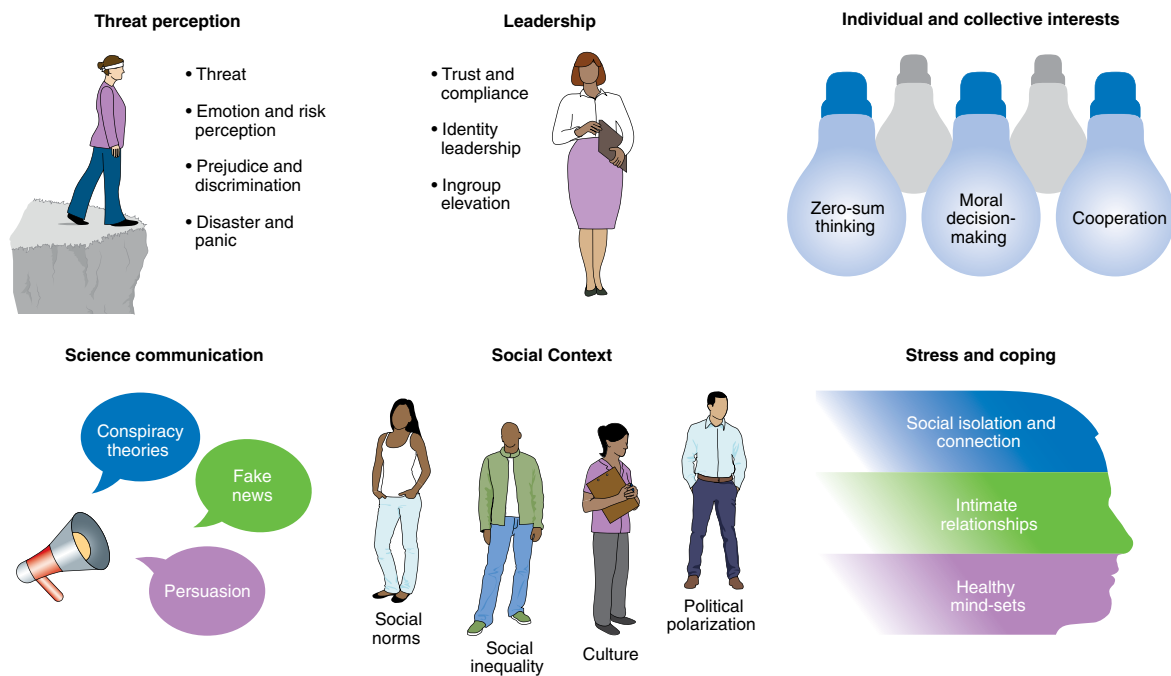 Threat perception
• Threat
• Emotion and risk
perception
• Prejudice and
discrimination
• Disaster and
panic
Leadership
• Trust and
compliance
• Identity
leadership
• Ingroup
elevation
Individual and collective interests
Zero-sum
thinking
Moral
decision-
making
Cooperation
Science communication
Conspiracy
theories
Fake
news
Persuasion
Social Context
Social
norms
Social
inequality
Culture
Political
polarization
Stress and coping
Social isolation and
connection
Intimate
relationships
Healthy
mind-sets